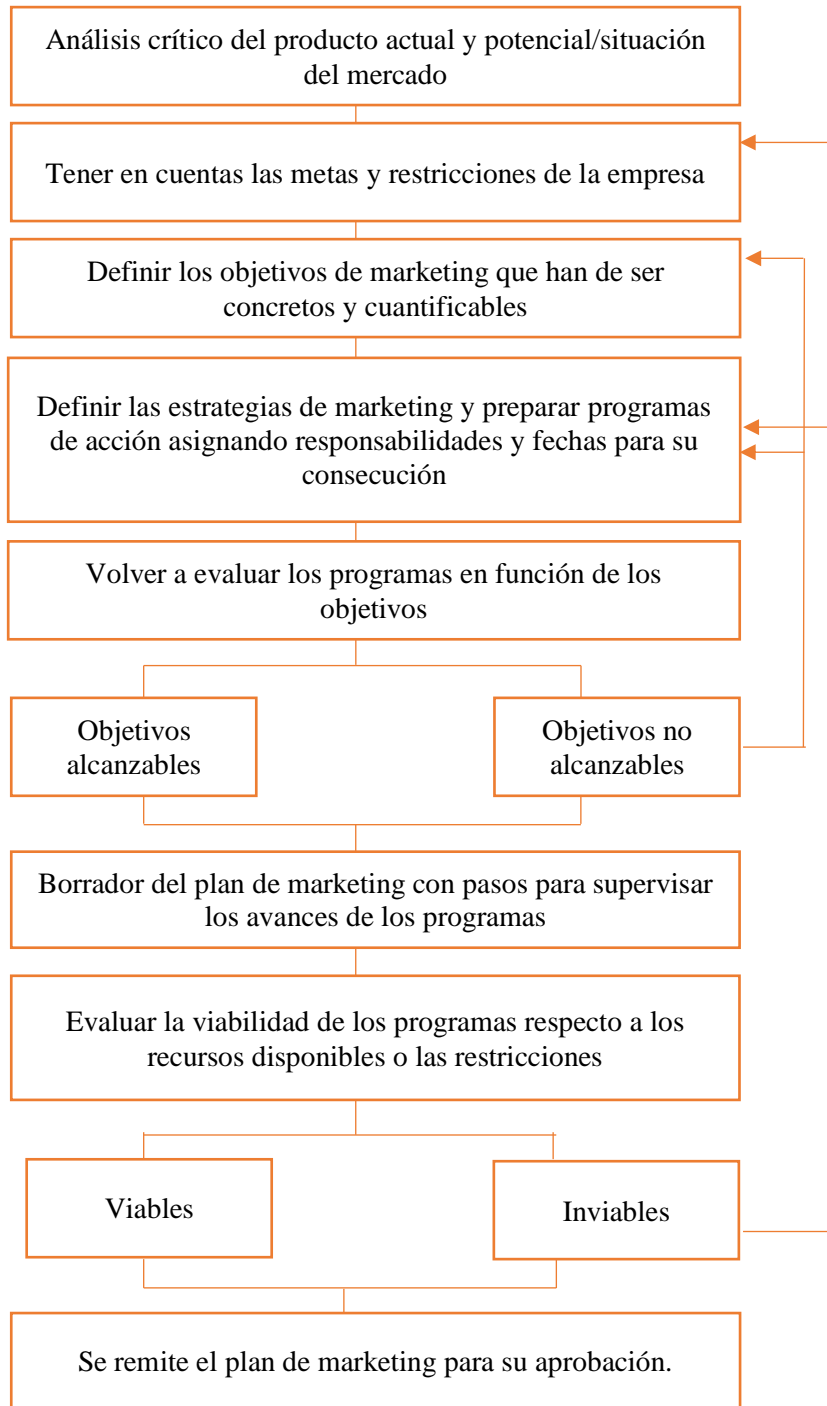 Análisis crítico del producto actual y potencial/situación
del mercado
Tener en cuentas las metas y restricciones de la empresa
Definir los objetivos de marketing que han de ser
concretos y cuantificables
Definir las estrategias de marketing y preparar programas
de acción asignando responsabilidades y fechas para su
consecución
Volver a evaluar los programas en función de los
objetivos
Objetivos
alcanzables
Objetivos no
alcanzables
Borrador del plan de marketing con pasos para supervisar
los avances de los programas
Evaluar la viabilidad de los programas respecto a los
recursos disponibles o las restricciones
Viables
Inviables
Se remite el plan de marketing para su aprobación.